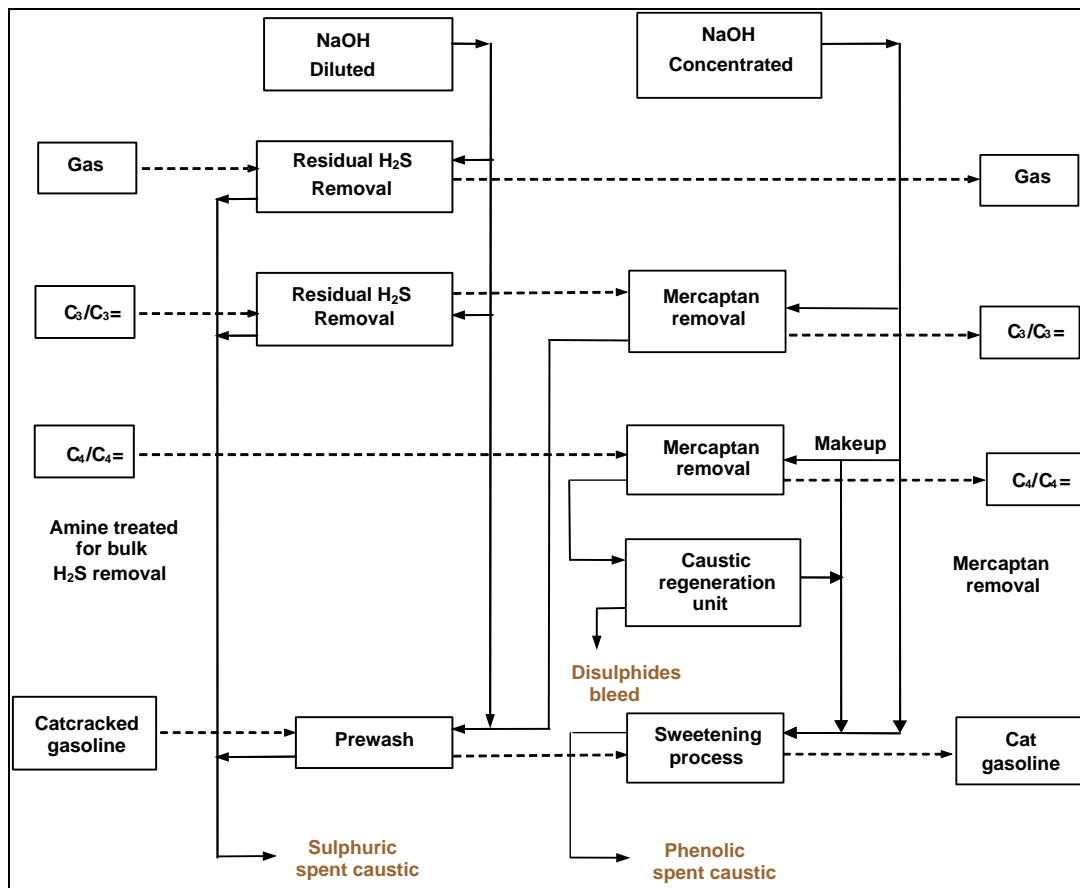 NaOH
Diluted
NaOH
Concentrated
Gas
Residual H₂S
Removal
Gas
C₃/C₃=
Residual H₂S
Removal
Mercaptan
removal
C₃/C₃=
C₄/C₄=
Mercaptan
removal
Makeup
C₄/C₄=
Amine treated
for bulk
H₂S removal
Caustic
regeneration
unit
Mercaptan
removal
Disulphides
bleed
Catcracked
gasoline
Prewash
Sweetening
process
Cat
gasoline
Sulphuric
spent caustic
Phenolic
spent caustic